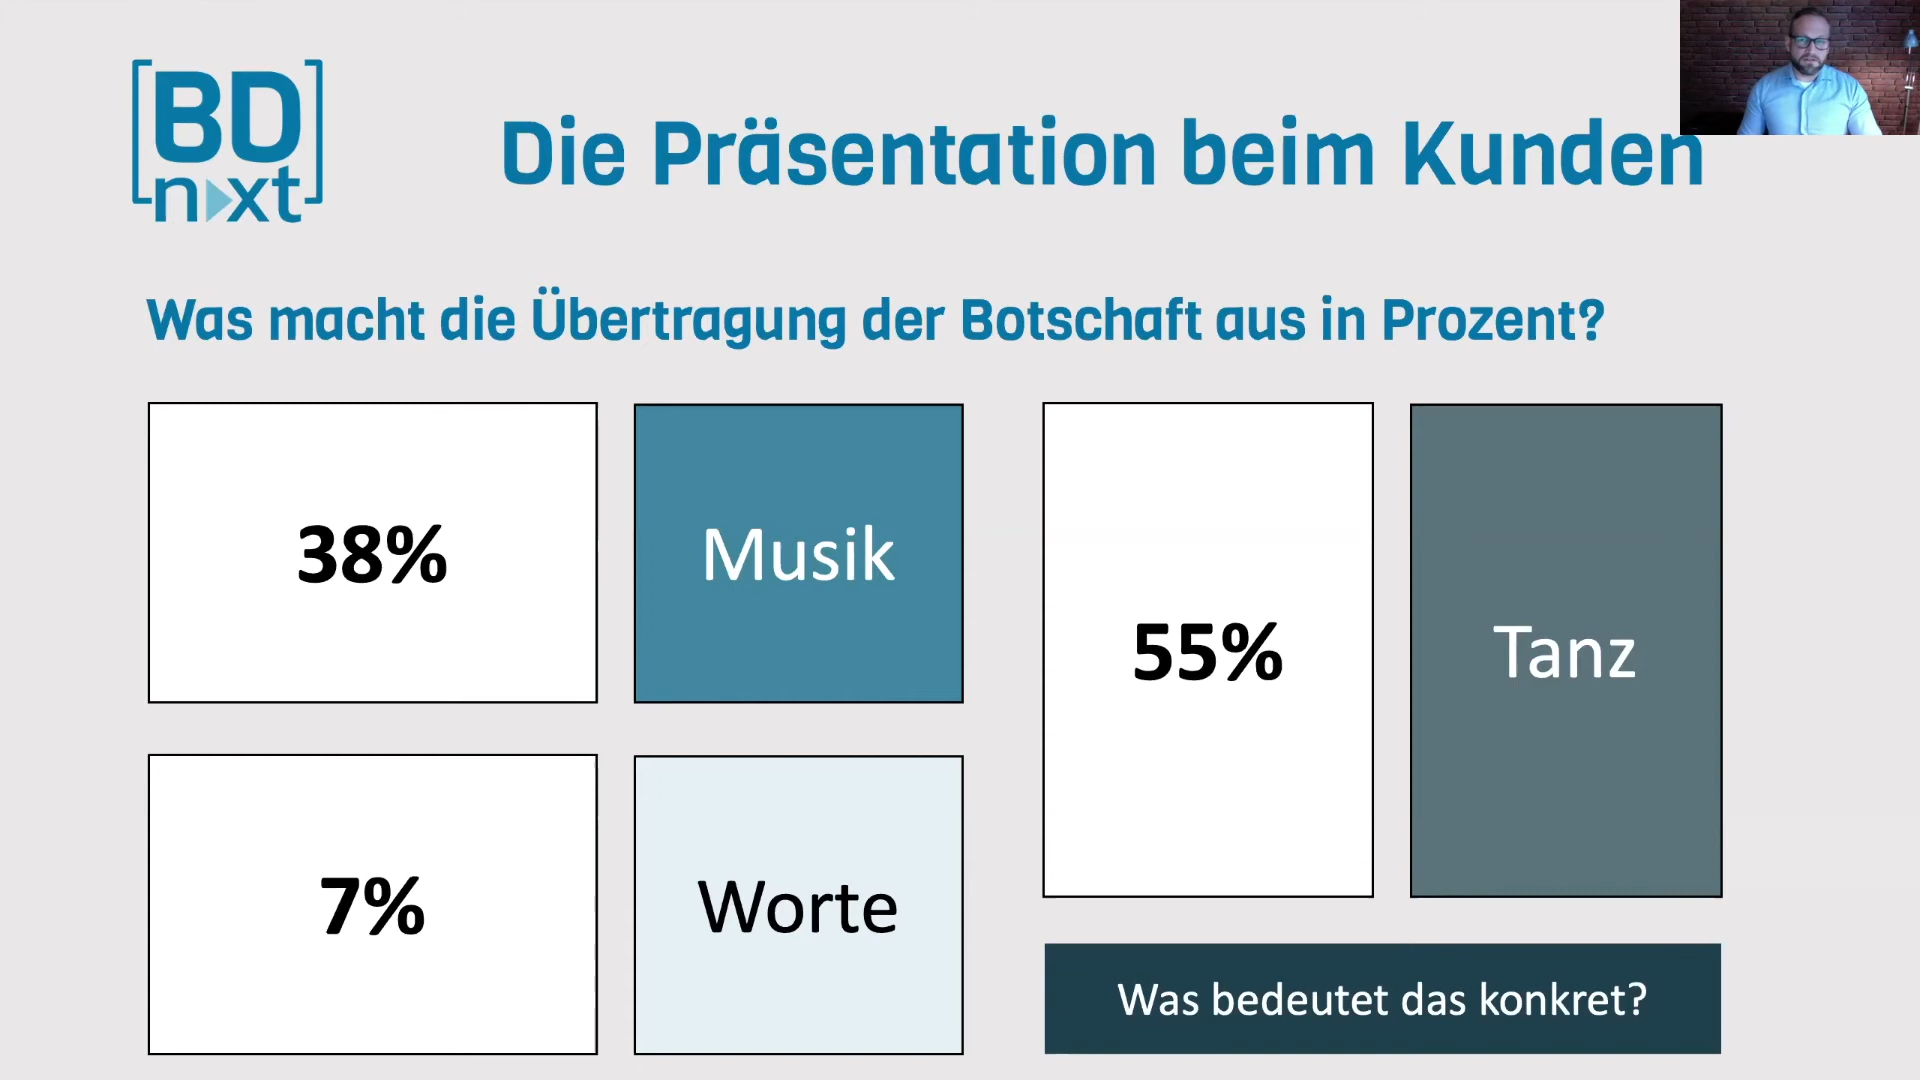 BD
n xt
Die Präsentation beim Kunden
Was macht die Übertragung der Botschaft aus in Prozent?
38%
Musik
55%
Tanz
7%
Worte
Was bedeutet das konkret?